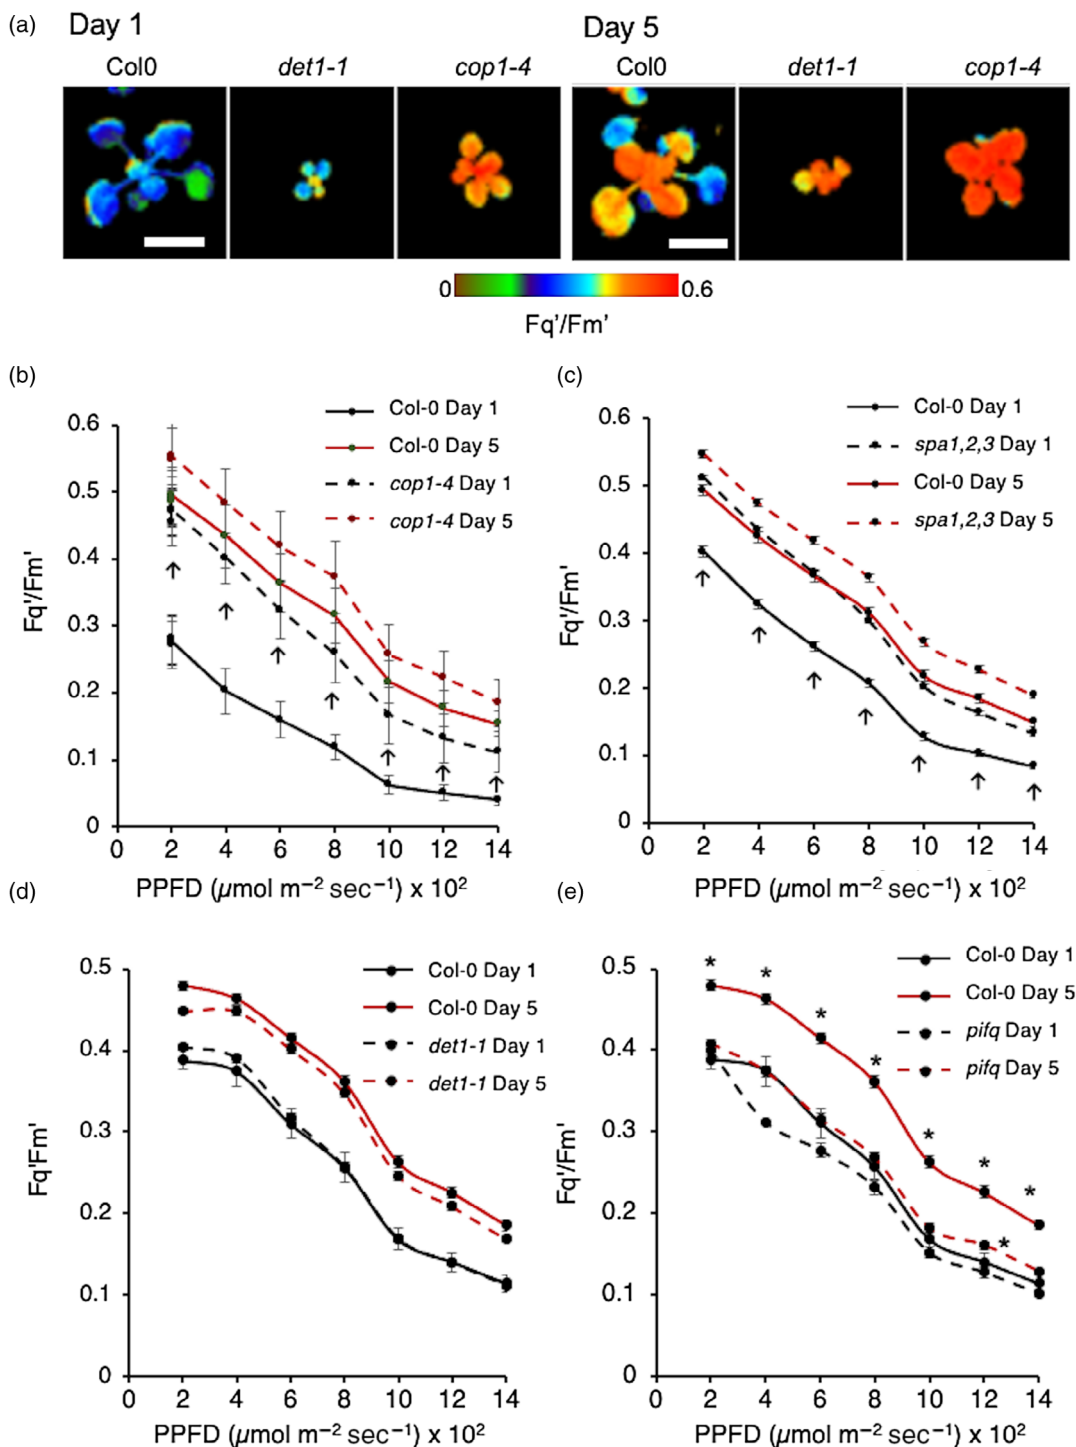 (a) Day 1 Day 5
Col0 det1-1 cop1-4 Col0 det1-1 cop1-4
0 0.6
Fq'/Fm'
(b)
Col-0 Day 1
Col-0 Day 5
cop1-4 Day 1
cop1-4 Day 5
0.6
0.5
0.4
0.3
0.2
0.1
0
Fq'/Fm'
0 2 4 6 8 10 12 14
PPFD (µmol m⁻² sec⁻¹) x 10²
(c)
Col-0 Day 1
spa1,2,3 Day 1
Col-0 Day 5
spa1,2,3 Day 5
0.6
0.5
0.4
0.3
0.2
0.1
0
Fq'/Fm'
0 2 4 6 8 10 12 14
PPFD (µmol m⁻² sec⁻¹) x 10²
(d)
Col-0 Day 1
Col-0 Day 5
det1-1 Day 1
det1-1 Day 5
0.5
0.4
0.3
0.2
0.1
0
Fq'Fm'
0 2 4 6 8 10 12 14
PPFD (µmol m⁻² sec⁻¹) x 10²
(e)
Col-0 Day 1
Col-0 Day 5
pifq Day 1
pifq Day 5
0.5
0.4
0.3
0.2
0.1
0
Fq'/Fm'
* * * * * * * *
0 2 4 6 8 10 12 14
PPFD (µmol m⁻² sec⁻¹) x 10²